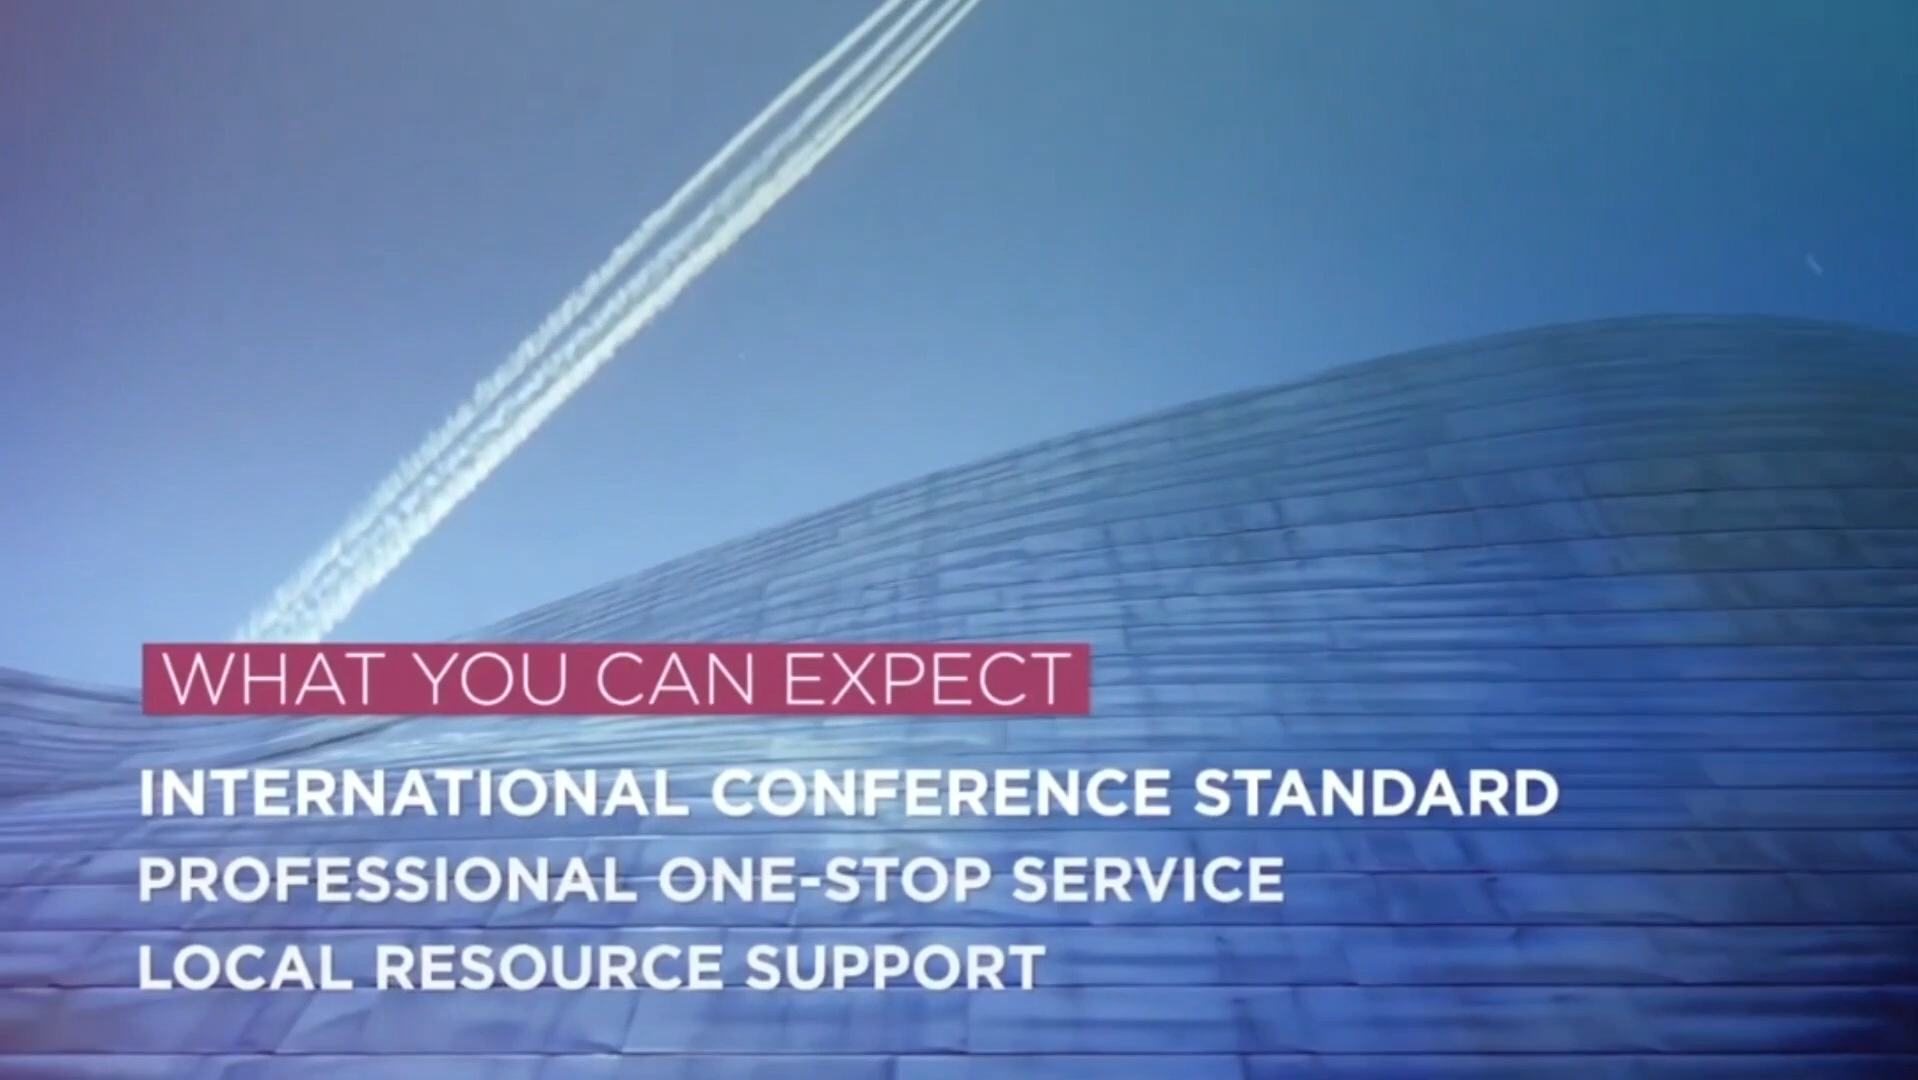 WHAT YOU CAN EXPECT
INTERNATIONAL CONFERENCE STANDARD
PROFESSIONAL ONE-STOP SERVICE
LOCAL RESOURCE SUPPORT